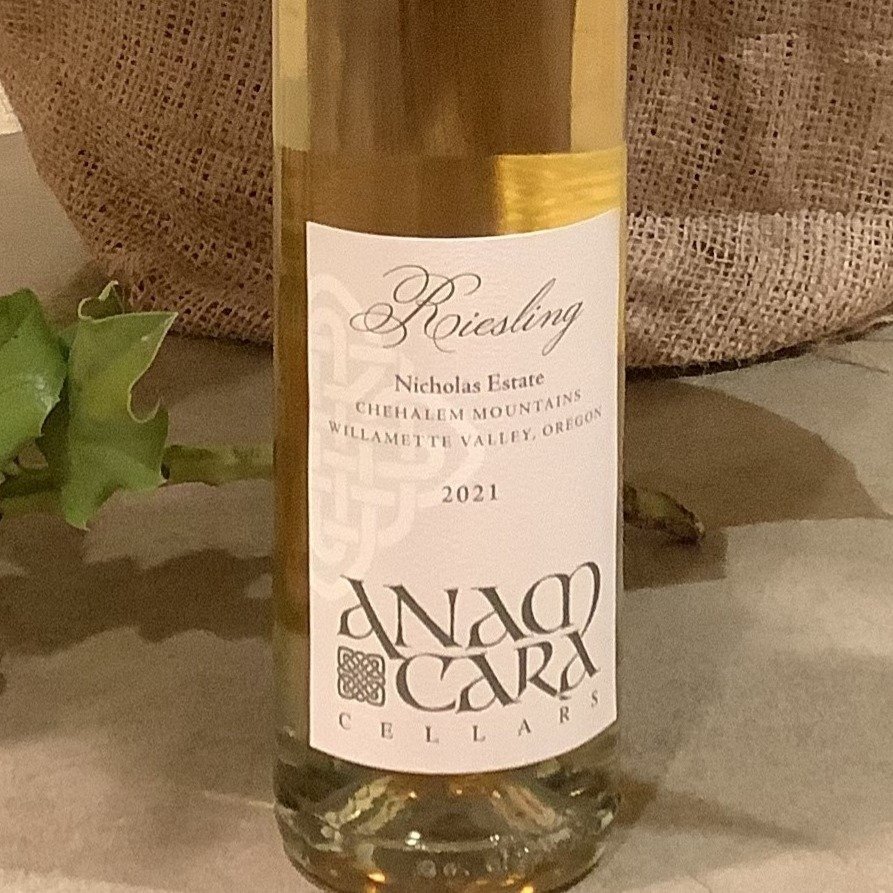 Riesling
Nicholas Estate
CHEHALEM MOUNTAINS
WILLAMETTE VALLEY, OREGON
2021
ANAM
CARA
CELLARS